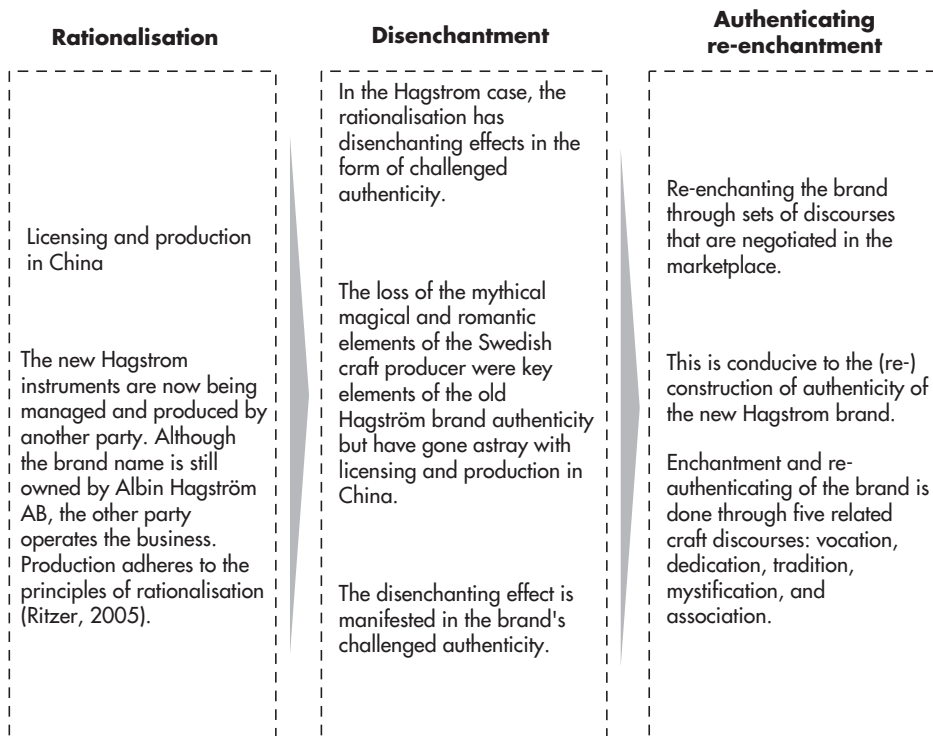 Rationalisation
Licensing and production
in China
The new Hagstrom
instruments are now being
managed and produced by
another party. Although
the brand name is still
owned by Albin Hagström
AB, the other party
operates the business.
Production adheres to the
principles of rationalisation
(Ritzer, 2005).
Disenchantment
In the Hagstrom case, the
rationalisation has
disenchanting effects in the
form of challenged
authenticity.
The loss of the mythical
magical and romantic
elements of the Swedish
craft producer were key
elements of the old
Hagström brand authenticity
but have gone astray with
licensing and production in
China.
The disenchanting effect is
manifested in the brand's
challenged authenticity.
Authenticating
re-enchantment
Re-enchanting the brand
through sets of discourses
that are negotiated in the
marketplace.
This is conducive to the (re-)
construction of authenticity of
the new Hagstrom brand.
Enchantment and re-
authenticating of the brand is
done through five related
craft discourses: vocation,
dedication, tradition,
mystification, and
association.